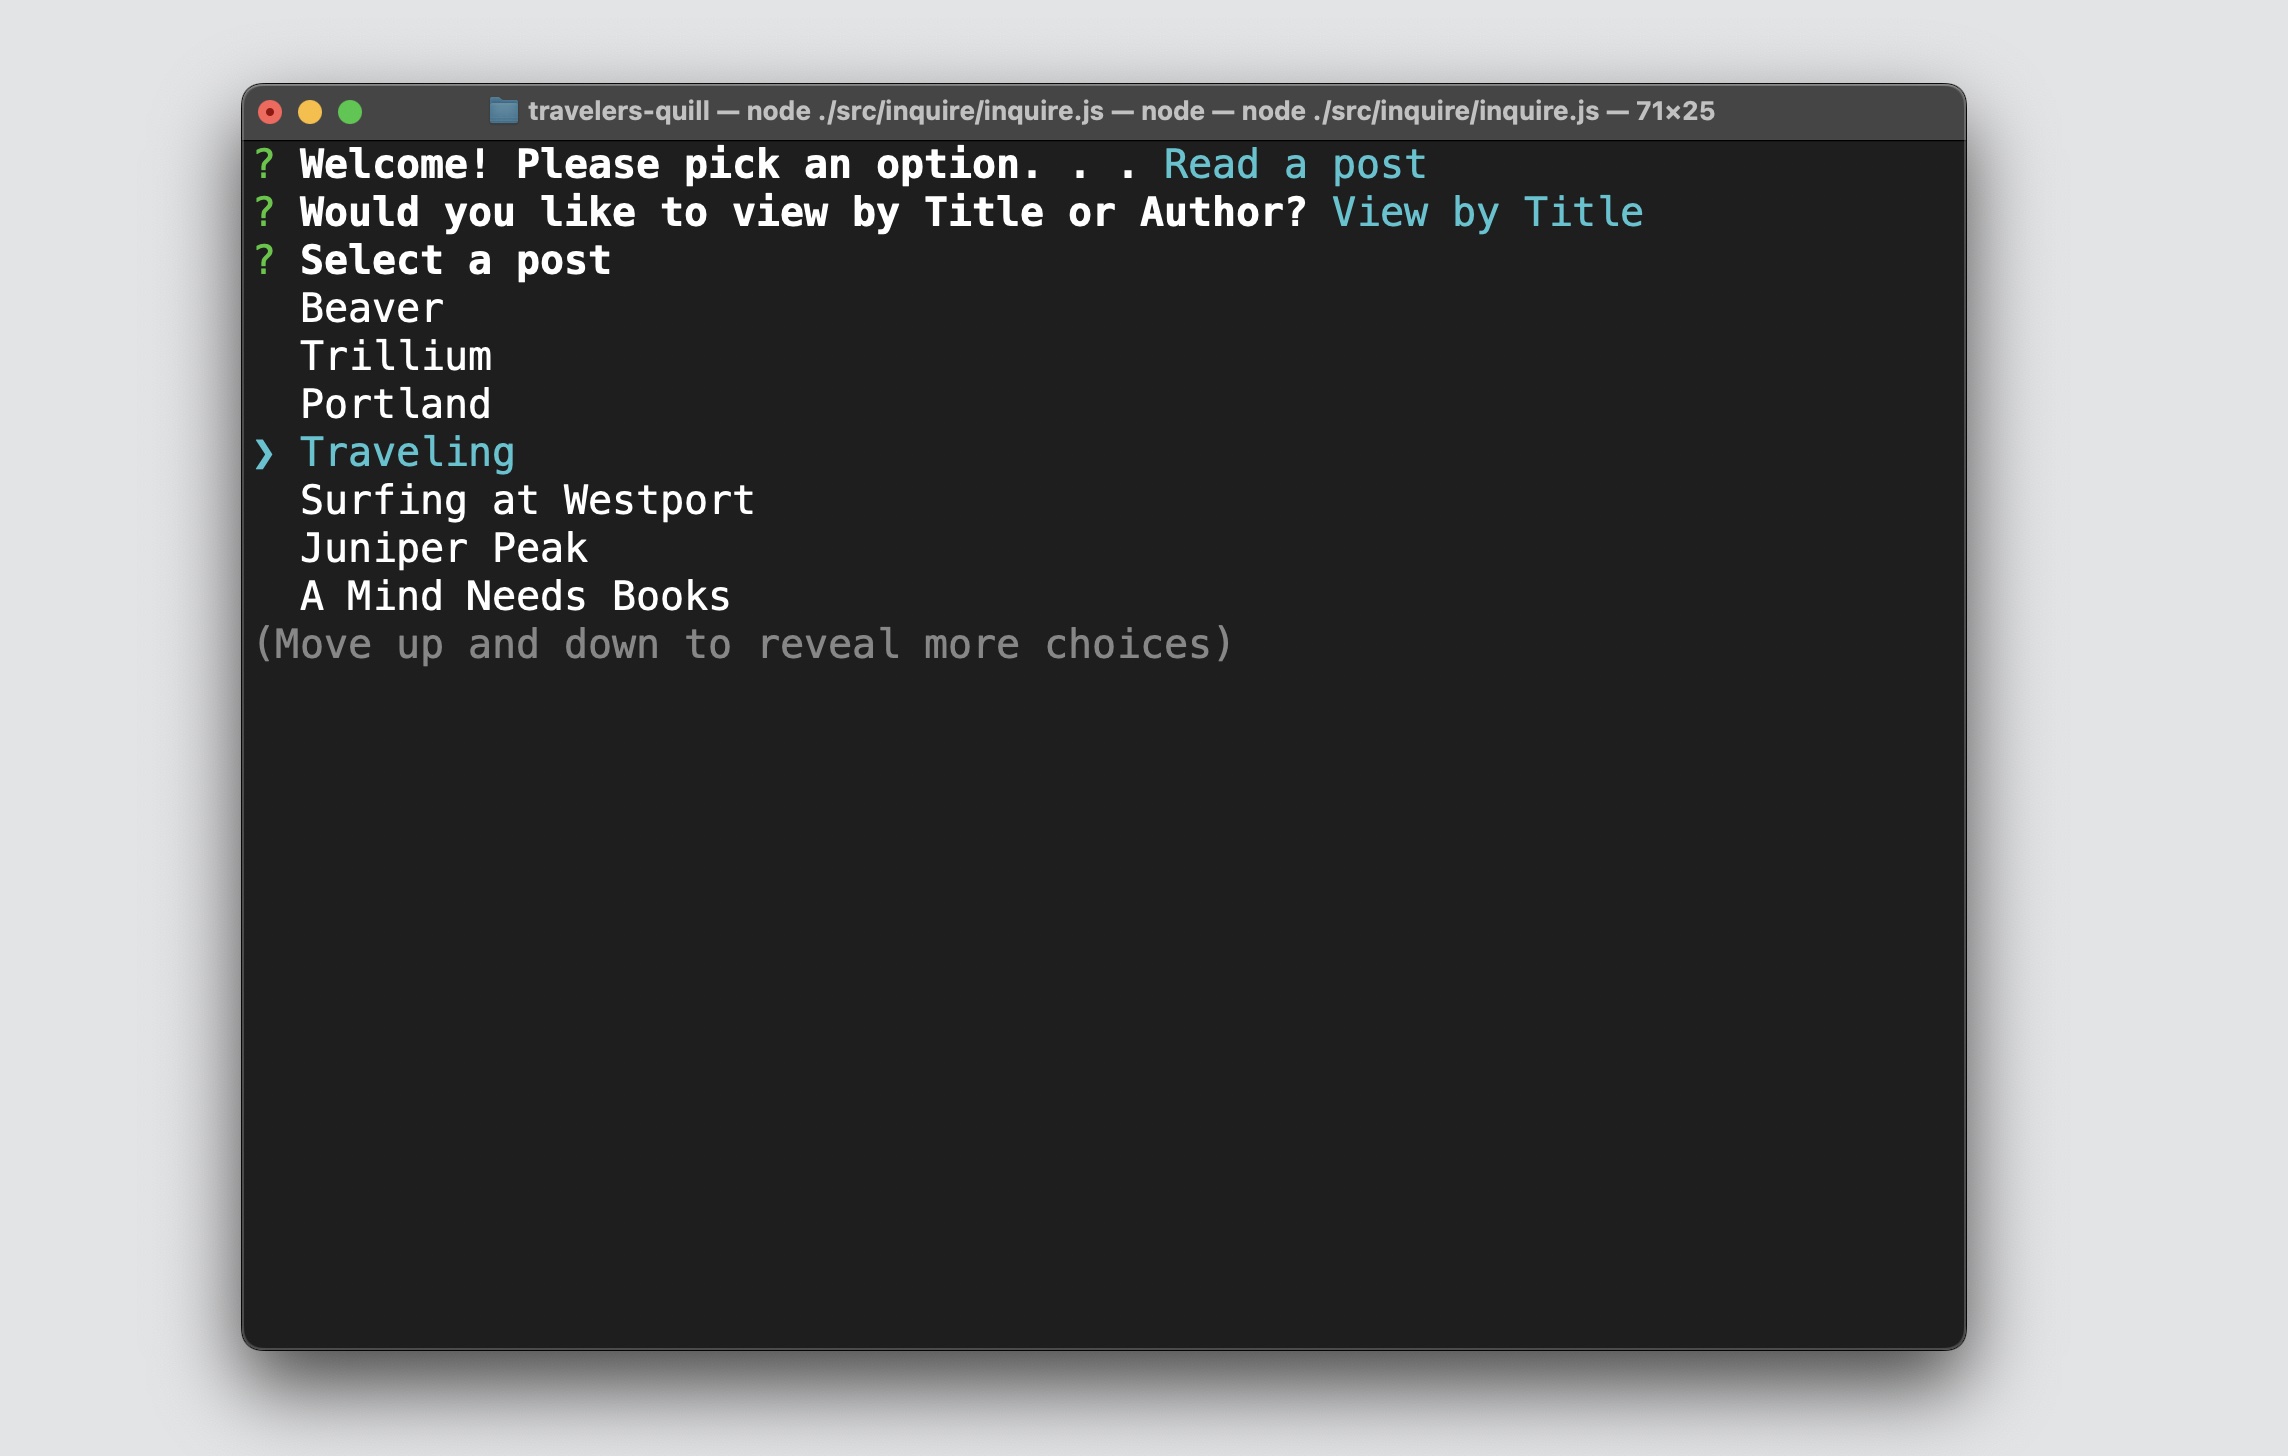 travelers-quill — node ./src/inquire/inquire.js — node — node ./src/inquire/inquire.js — 71×25
? Welcome! Please pick an option. . . Read a post
? Would you like to view by Title or Author? View by Title
? Select a post
Beaver
Trillium
Portland
❯ Traveling
Surfing at Westport
Juniper Peak
A Mind Needs Books
(Move up and down to reveal more choices)